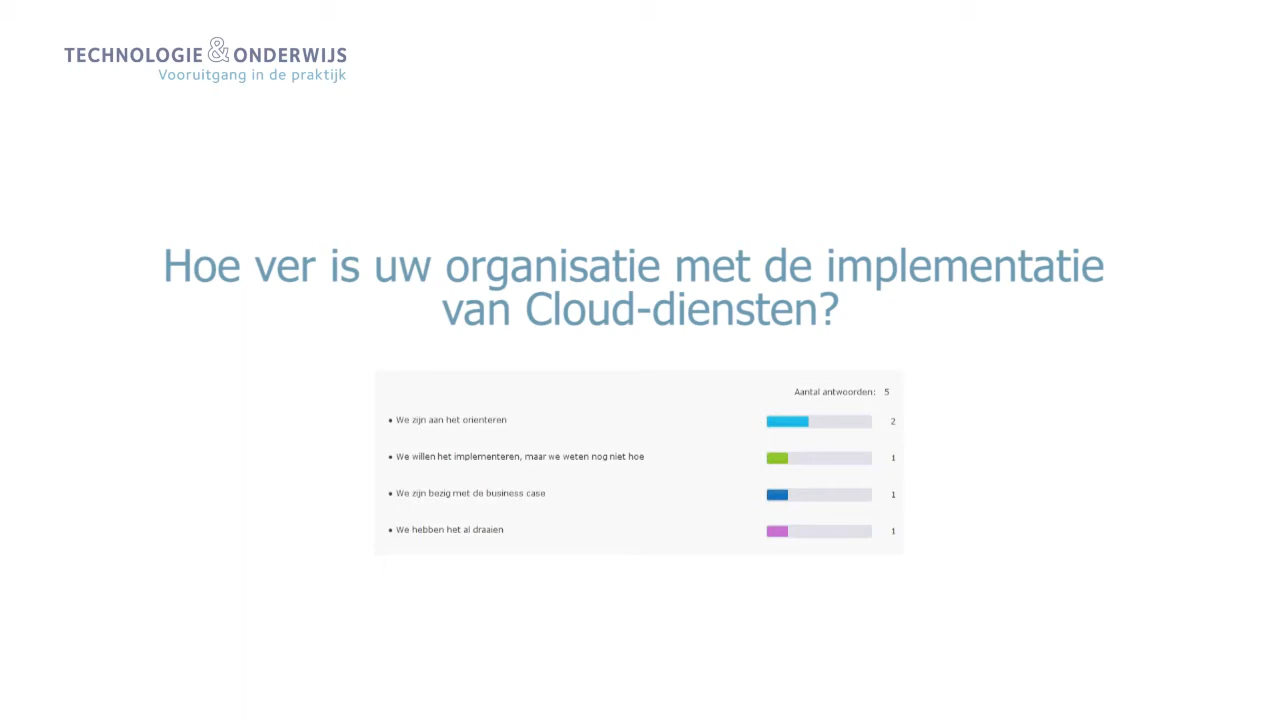 TECHNOLOGIE & ONDERWIJS
Vooruitgang in de praktijk
Hoe ver is uw organisatie met de implementatie
van Cloud-diensten?
Aantal antwoorden: 5
• We zijn aan het orienteren 2
• We willen het implementeren, maar we weten nog niet hoe 1
• We zijn bezig met de business case 1
• We hebben het al draaien 1